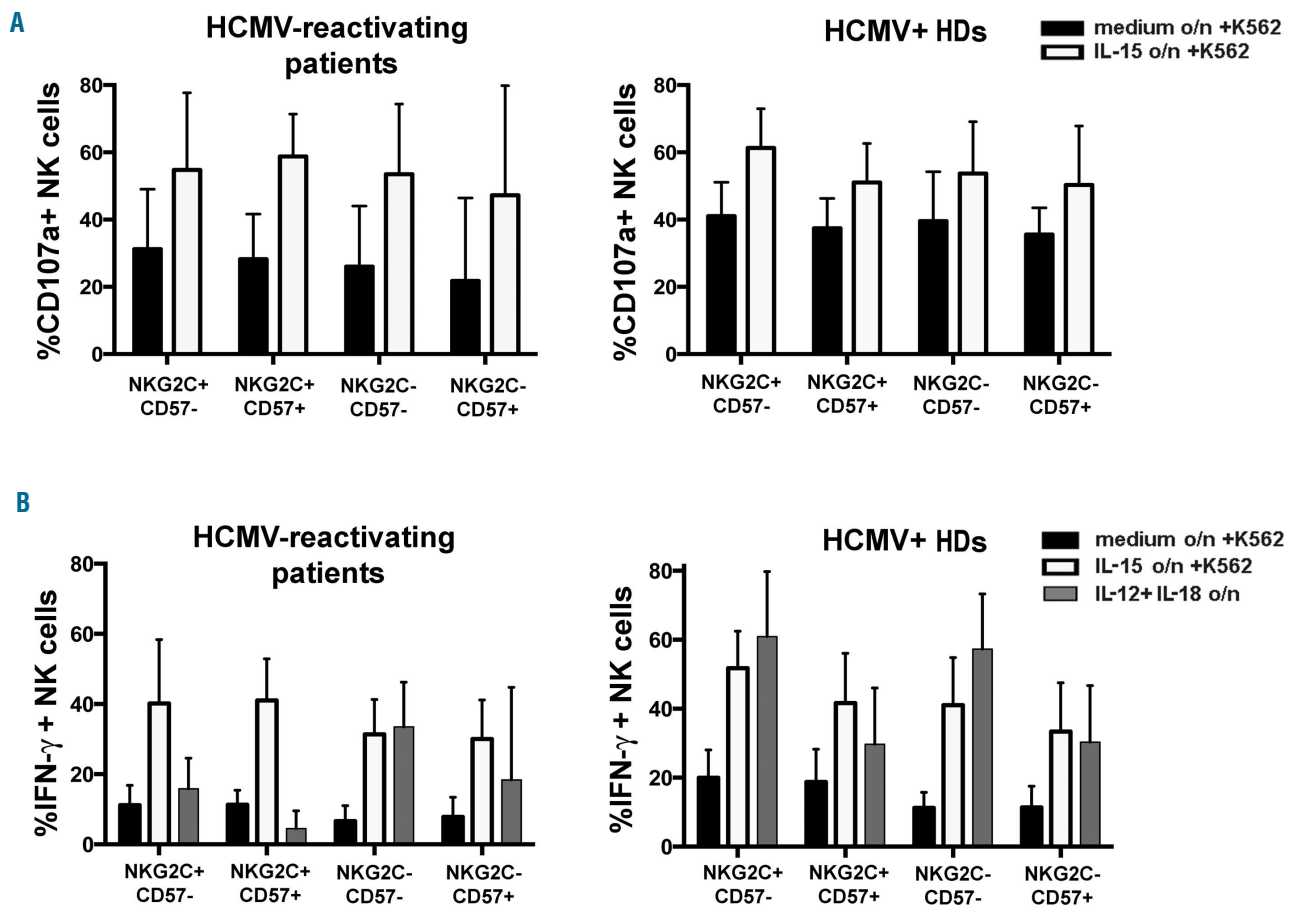 A
HCMV-reactivating
patients
%CD107a+ NK cells
80
60
40
20
0
NKG2C+
CD57-
NKG2C+
CD57+
NKG2C-
CD57-
NKG2C-
CD57+
HCMV+ HDs
medium o/n +K562
IL-15 o/n +K562
%CD107a+ NK cells
80
60
40
20
0
NKG2C+
CD57-
NKG2C+
CD57+
NKG2C-
CD57-
NKG2C-
CD57+
B
HCMV-reactivating
patients
%IFN-γ + NK cells
80
60
40
20
0
NKG2C+
CD57-
NKG2C+
CD57+
NKG2C-
CD57-
NKG2C-
CD57+
HCMV+ HDs
medium o/n +K562
IL-15 o/n +K562
IL-12+ IL-18 o/n
%IFN-γ + NK cells
80
60
40
20
0
NKG2C+
CD57-
NKG2C+
CD57+
NKG2C-
CD57-
NKG2C-
CD57+